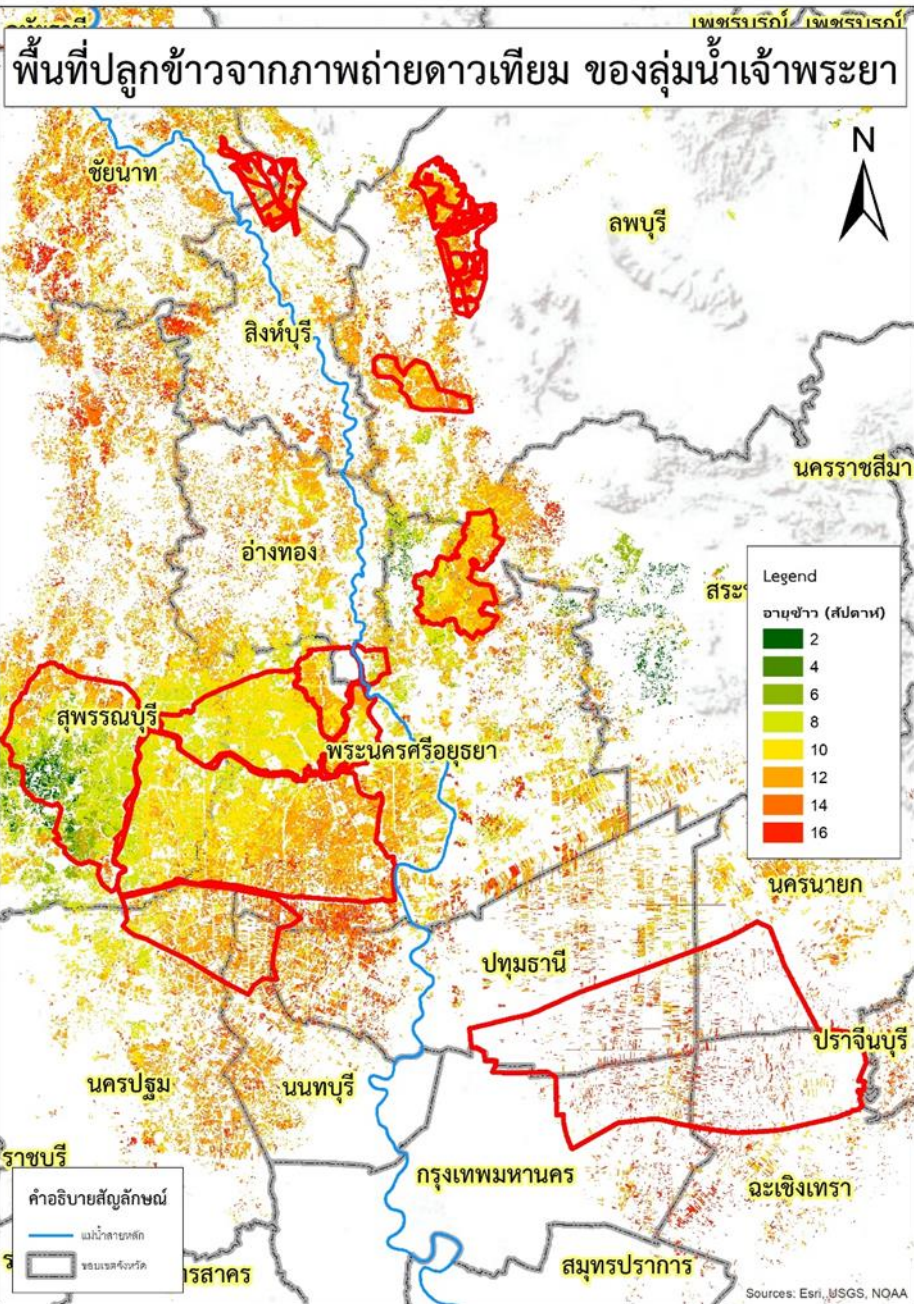 เพชรบูรณ์ เพชรบูรณ์
พื้นที่ปลูกข้าวจากภาพถ่ายดาวเทียม ของลุ่มน้ำเจ้าพระยา
N
ชัยนาท
ลพบุรี
สิงห์บุรี
นครราชสีมา
อ่างทอง
Legend
อายุข้าว (สัปดาห์)
2
4
6
8
10
12
14
16
สุพรรณบุรี
พระนครศรีอยุธยา
นครนายก
ปทุมธานี
ปราจีนบุรี
นครปฐม
นนทบุรี
ราชบุรี
กรุงเทพมหานคร
ฉะเชิงเทรา
คำอธิบายสัญลักษณ์
แม่น้ำสายหลัก
ขอบเขตจังหวัด
สมุทรปราการ
Sources: Esri, USGS, NOAA